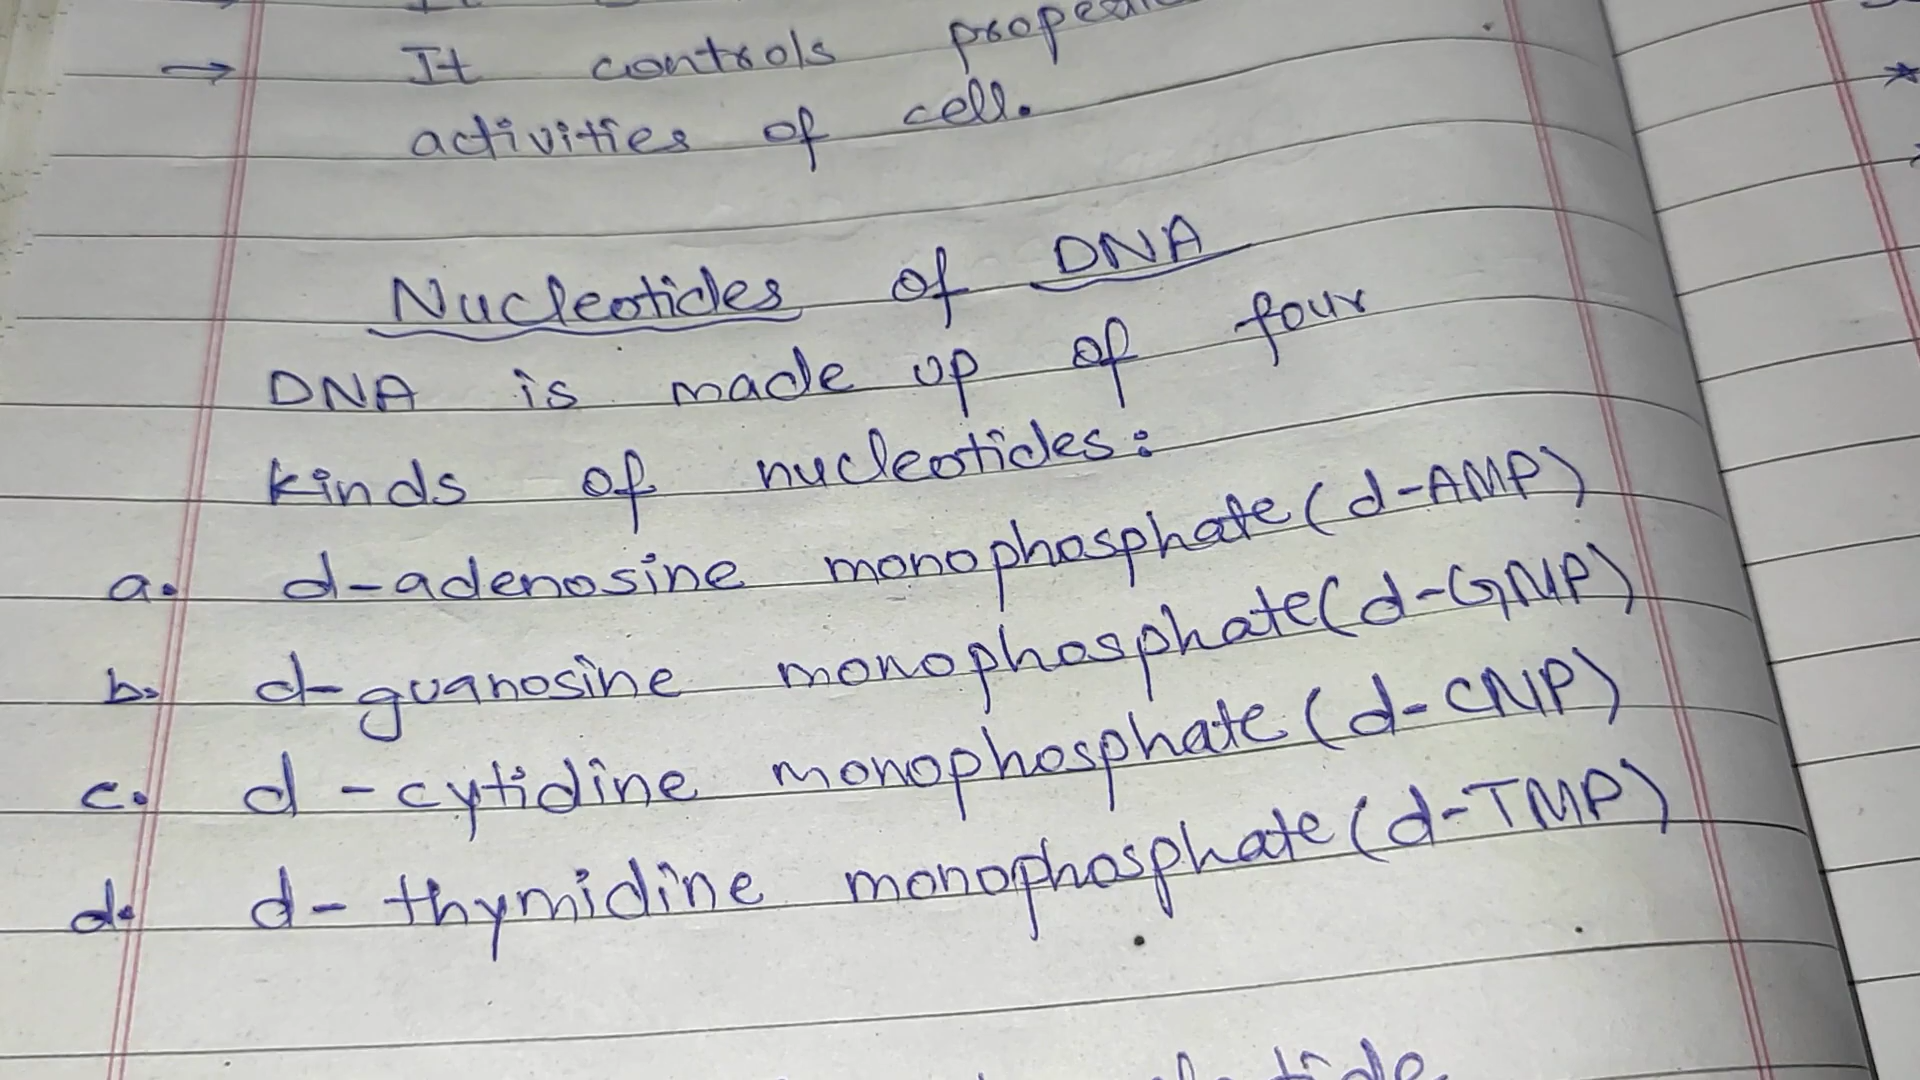 → It controls
activities of cell.
Nucleotides of DNA
DNA is made up of four
kinds of nucleotides:
a. d-adenosine monophosphate (d-AMP)
b. d-guanosine monophosphate (d-GMP)
c. d-cytidine monophosphate (d-CMP)
d. d-thymidine monophosphate (d-TMP)